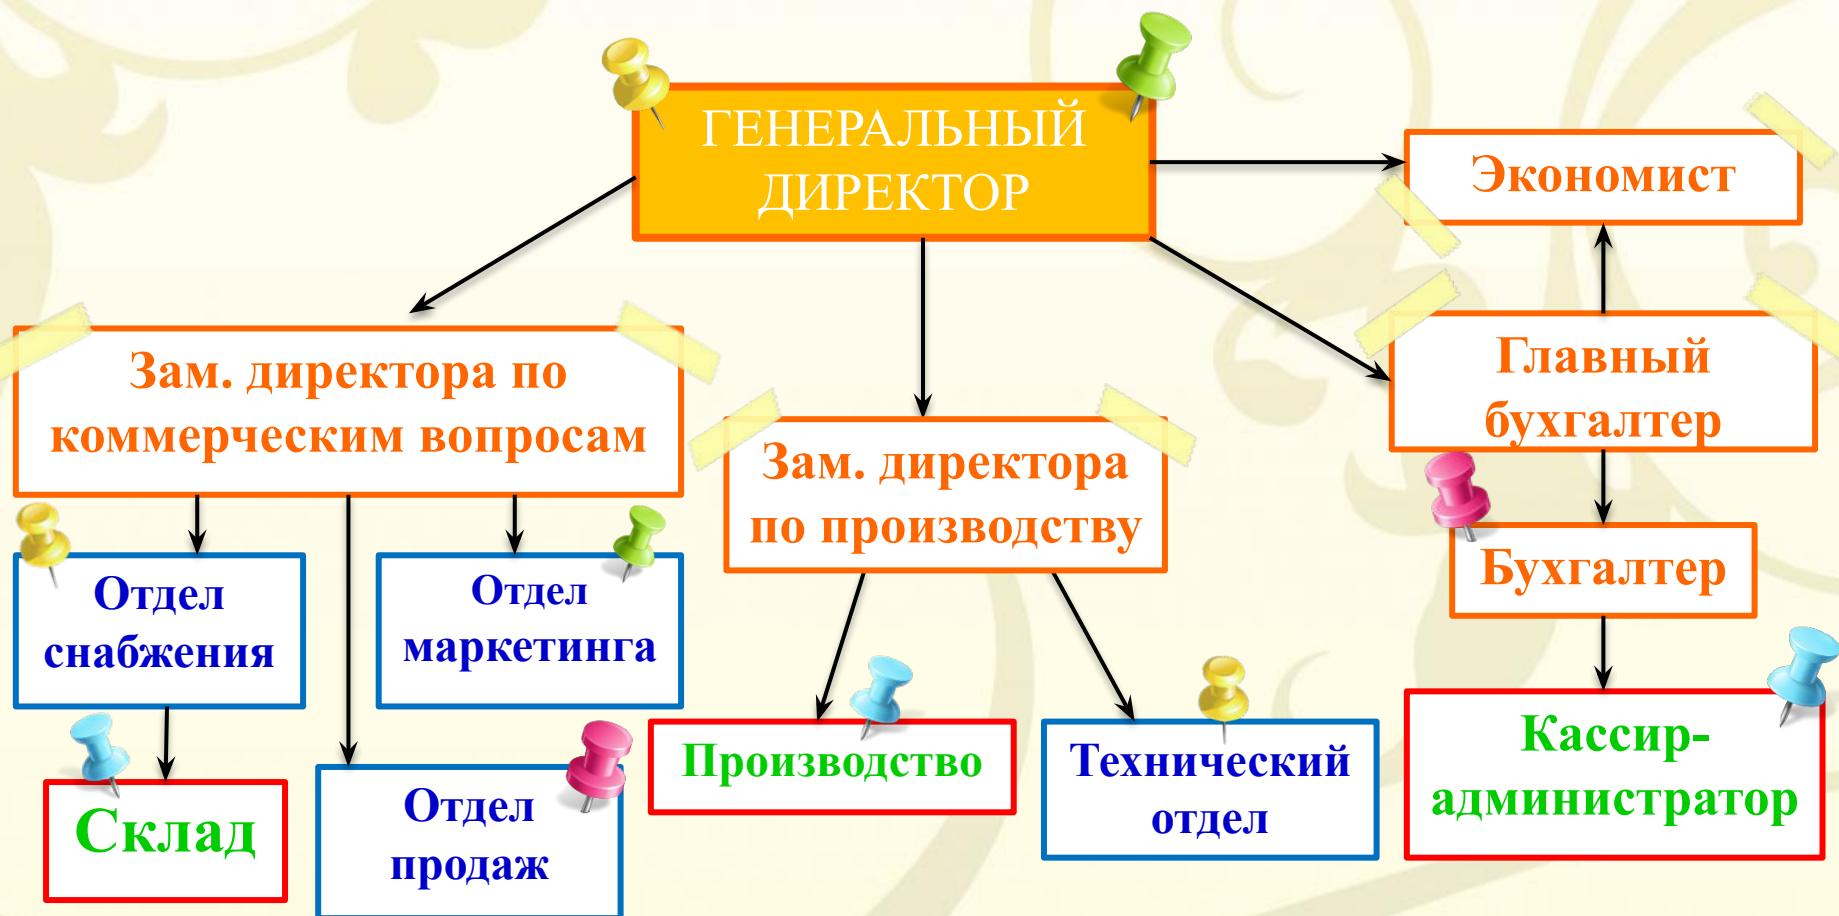 ГЕНЕРАЛЬНЫЙ
ДИРЕКТОР
Экономист
Зам. директора по
коммерческим вопросам
Зам. директора
по производству
Главный
бухгалтер
Отдел
снабжения
Отдел
маркетинга
Бухгалтер
Склад
Отдел
продаж
Производство
Технический
отдел
Кассир-
администратор